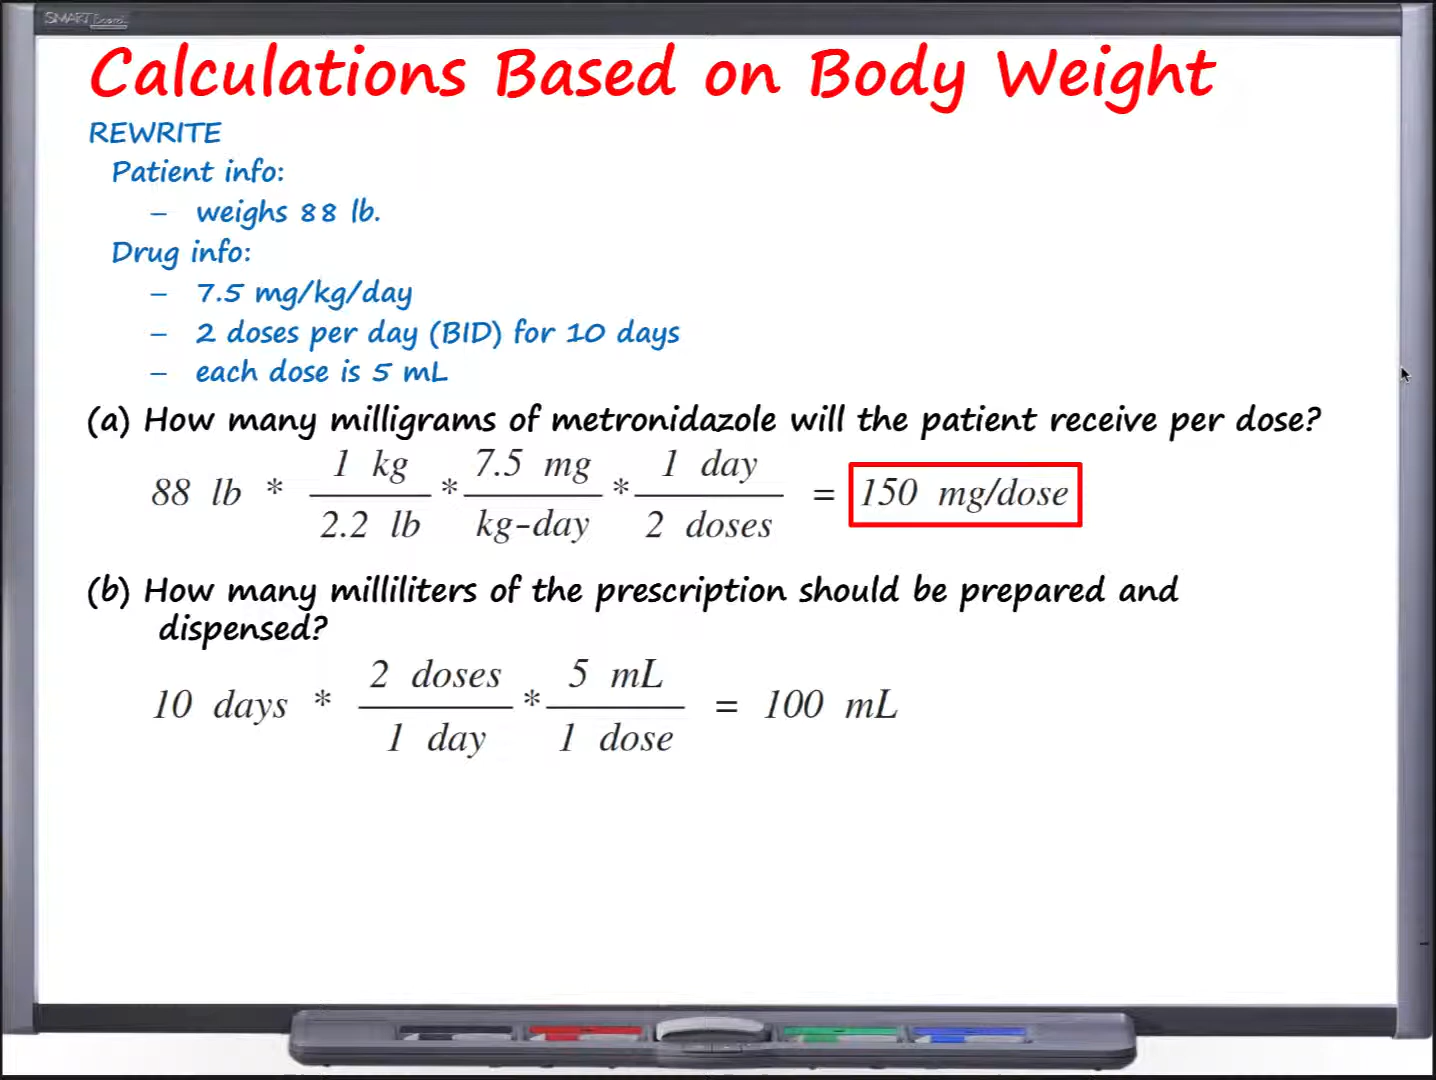 SMART Board
Calculations Based on Body Weight
REWRITE
Patient info:
– weighs 88 lb.
Drug info:
– 7.5 mg/kg/day
– 2 doses per day (BID) for 10 days
– each dose is 5 mL
(a) How many milligrams of metronidazole will the patient receive per dose?
88 lb * 1 kg/2.2 lb * 7.5 mg/kg-day * 1 day/2 doses = 150 mg/dose
(b) How many milliliters of the prescription should be prepared and
dispensed?
10 days * 2 doses/1 day * 5 mL/1 dose = 100 mL